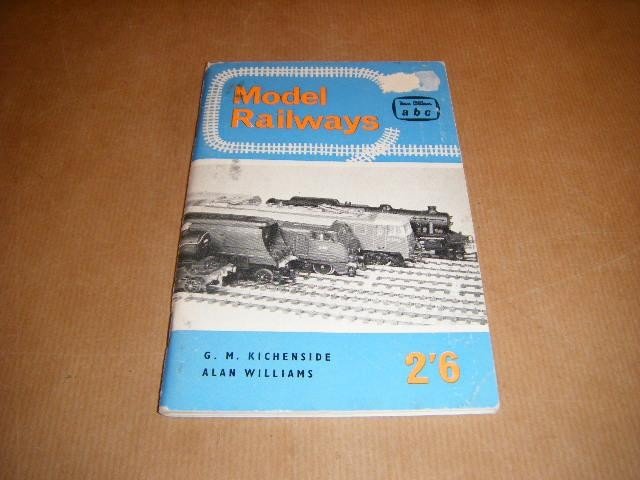 Model
Railways
Ian Allan
abc
G. M. KICHENSIDE
ALAN WILLIAMS
2'6